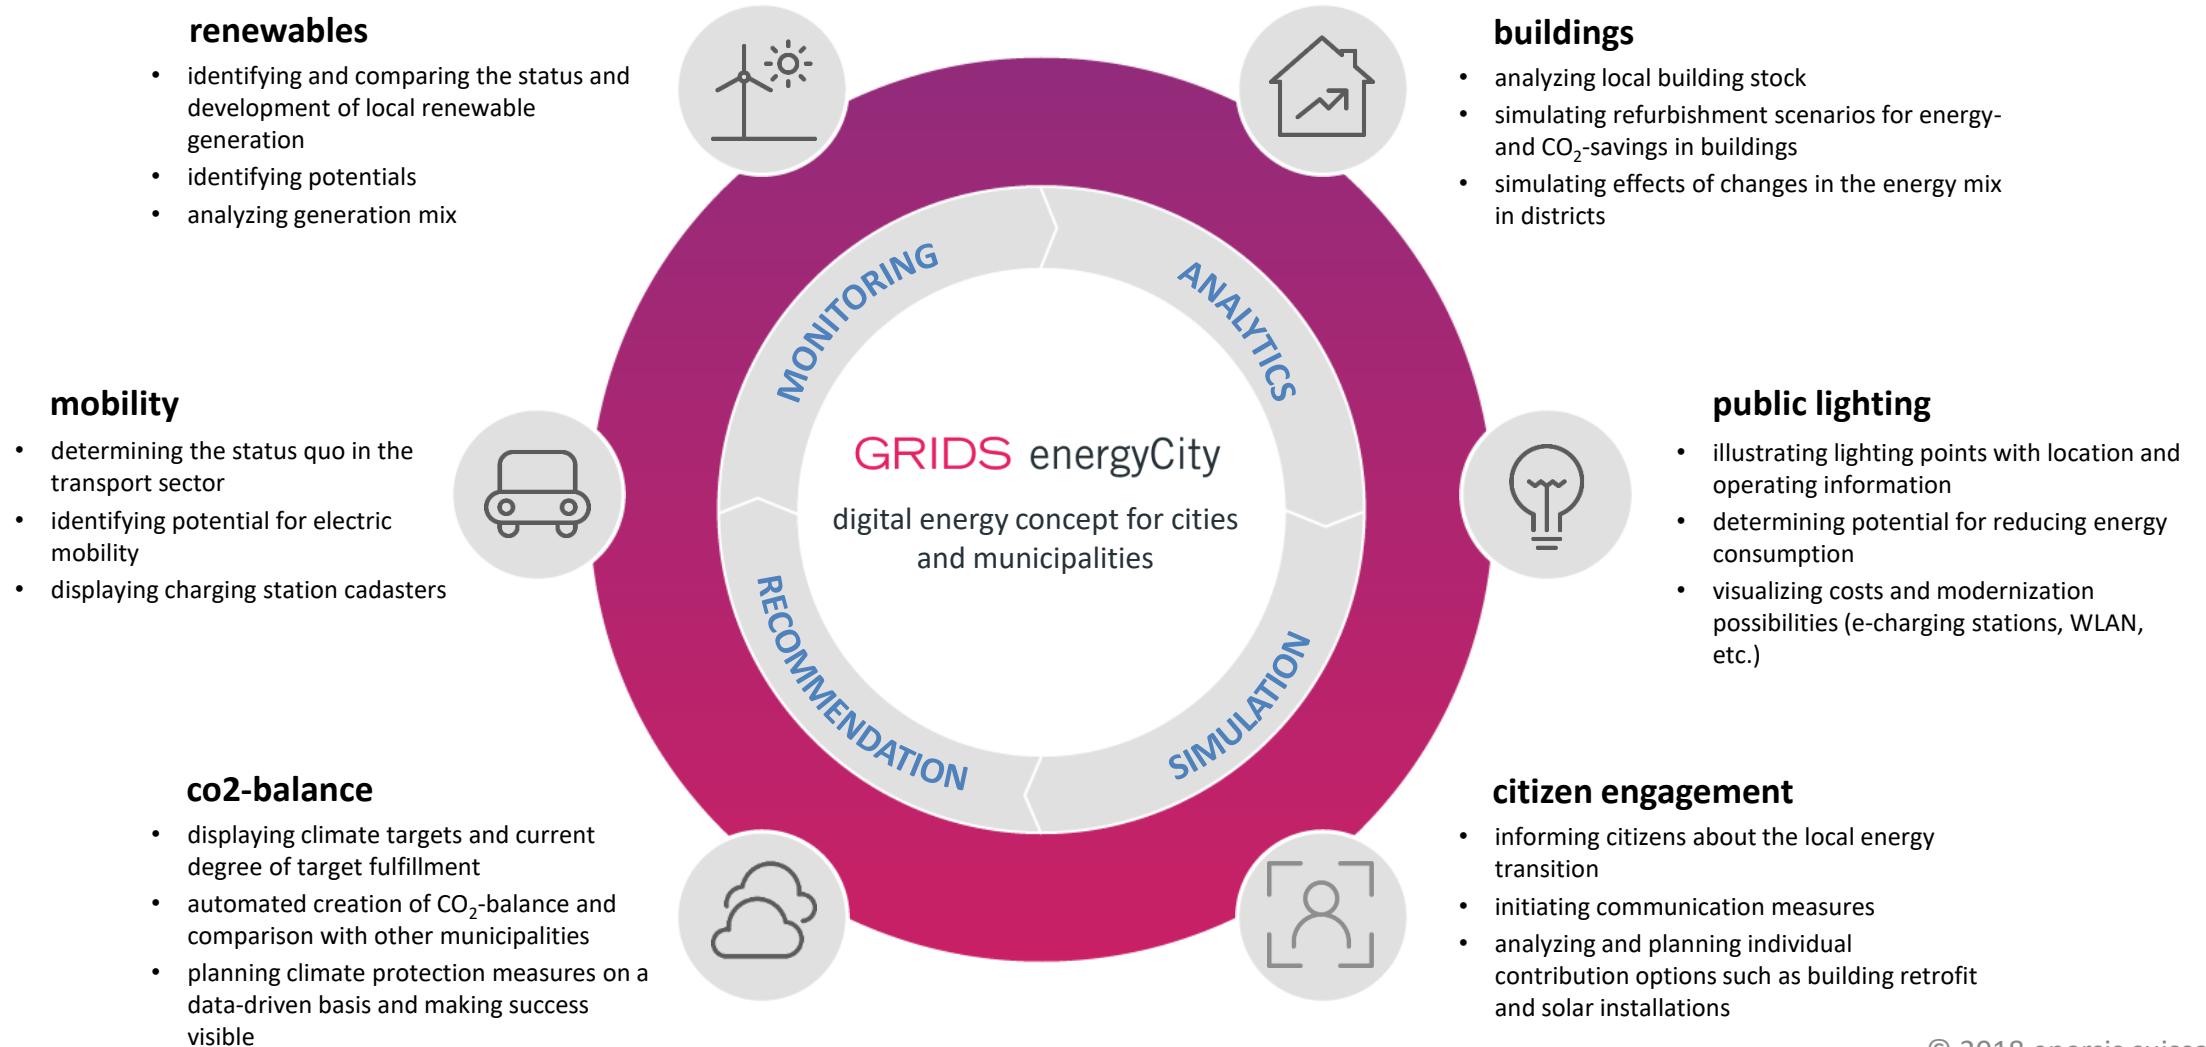 renewables
• identifying and comparing the status and
development of local renewable
generation
• identifying potentials
• analyzing generation mix
buildings
• analyzing local building stock
• simulating refurbishment scenarios for energy-
and CO₂-savings in buildings
• simulating effects of changes in the energy mix
in districts
mobility
• determining the status quo in the
transport sector
• identifying potential for electric
mobility
• displaying charging station cadasters
MONITORING
ANALYTICS
GRIDS energyCity
digital energy concept for cities
and municipalities
RECOMMENDATION
SIMULATION
public lighting
• illustrating lighting points with location and
operating information
• determining potential for reducing energy
consumption
• visualizing costs and modernization
possibilities (e-charging stations, WLAN,
etc.)
co2-balance
• displaying climate targets and current
degree of target fulfillment
• automated creation of CO₂-balance and
comparison with other municipalities
• planning climate protection measures on a
data-driven basis and making success
visible
citizen engagement
• informing citizens about the local energy
transition
• initiating communication measures
• analyzing and planning individual
contribution options such as building retrofit
and solar installations
© 2018 enersis suisse